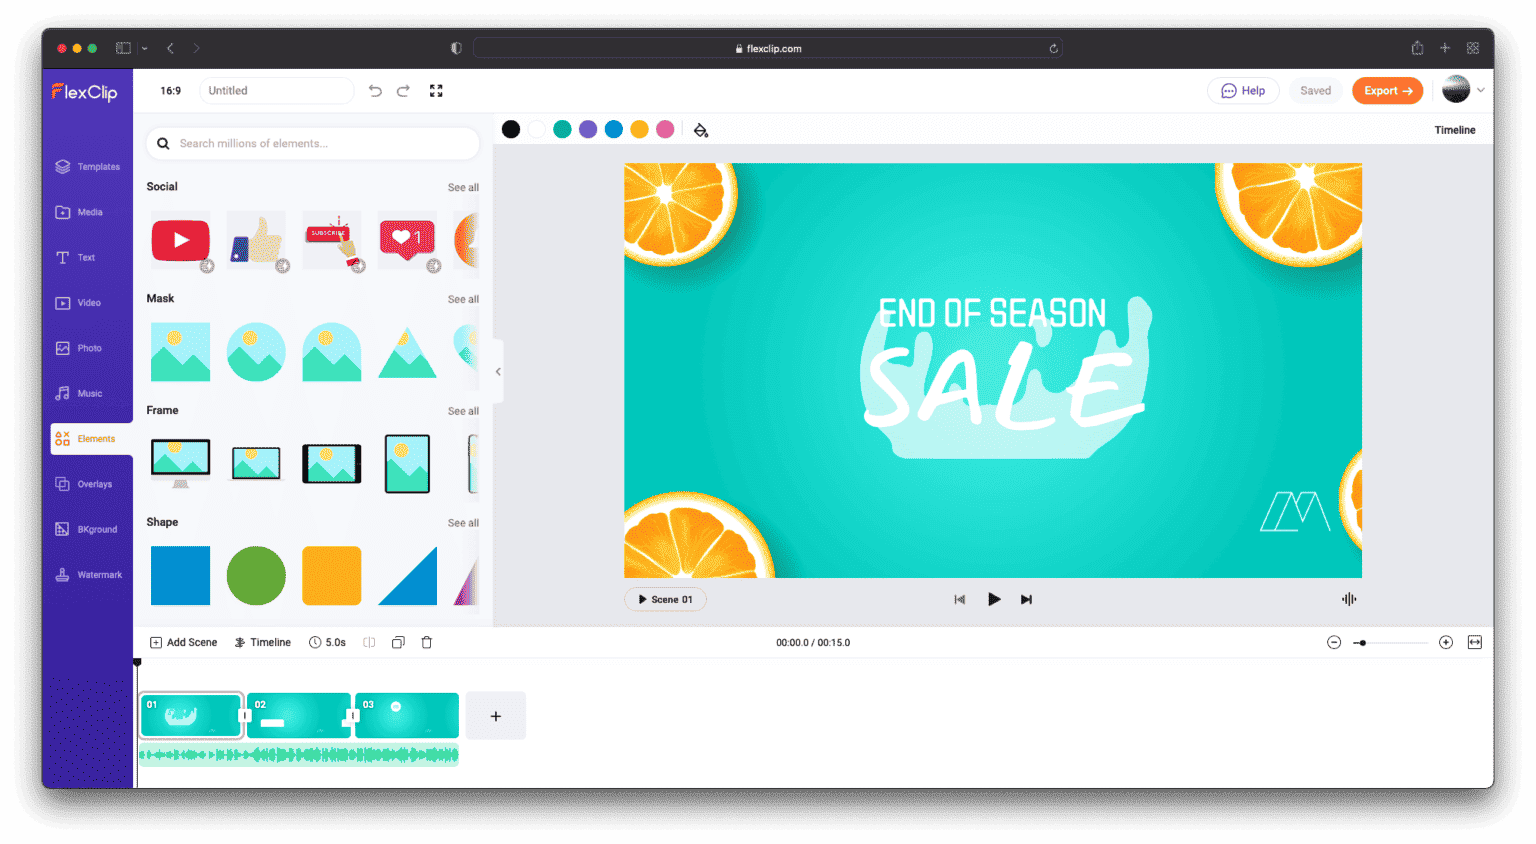 flexclip.com
FlexClip
16:9
Untitled
Help
Saved
Export
Search millions of elements...
Timeline
Templates
Media
Text
Video
Photo
Music
Elements
Overlays
BKground
Watermark
Social
See all
SUBSCRIBE
1
Mask
See all
Frame
See all
Shape
See all
END OF SEASON
SALE
Scene 01
Add Scene
Timeline
5.0s
00:00.0 / 00:15.0
01
02
03